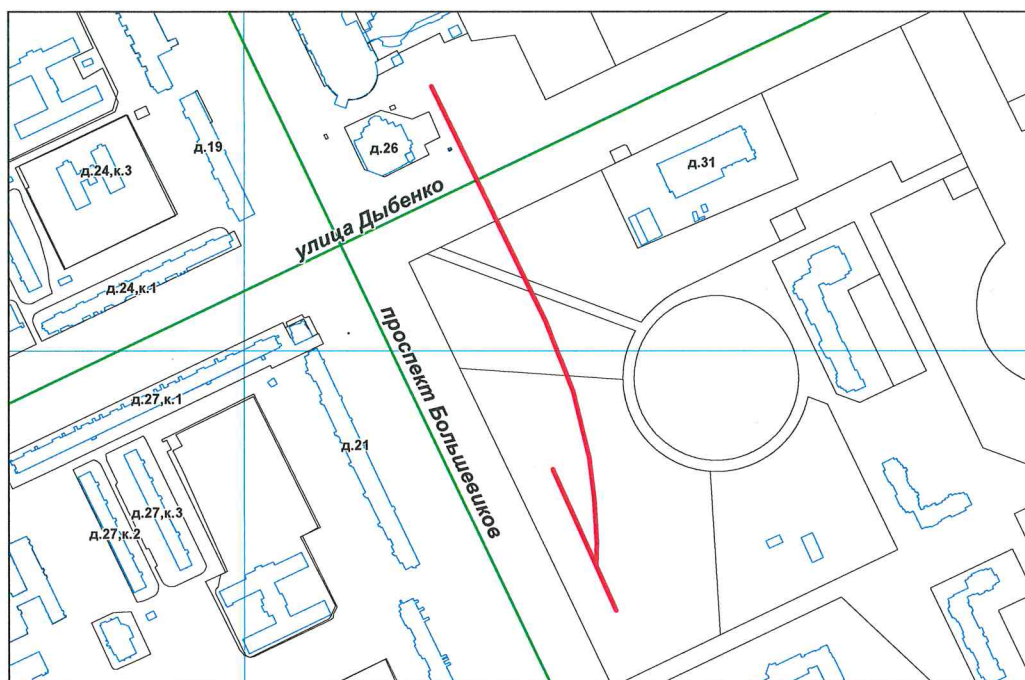 д.19
д.26
д.24,к.3
д.31
улица Дыбенко
д.24,к.1
проспект Большевиков
д.27,к.1
д.21
д.27,к.3
д.27,к.2